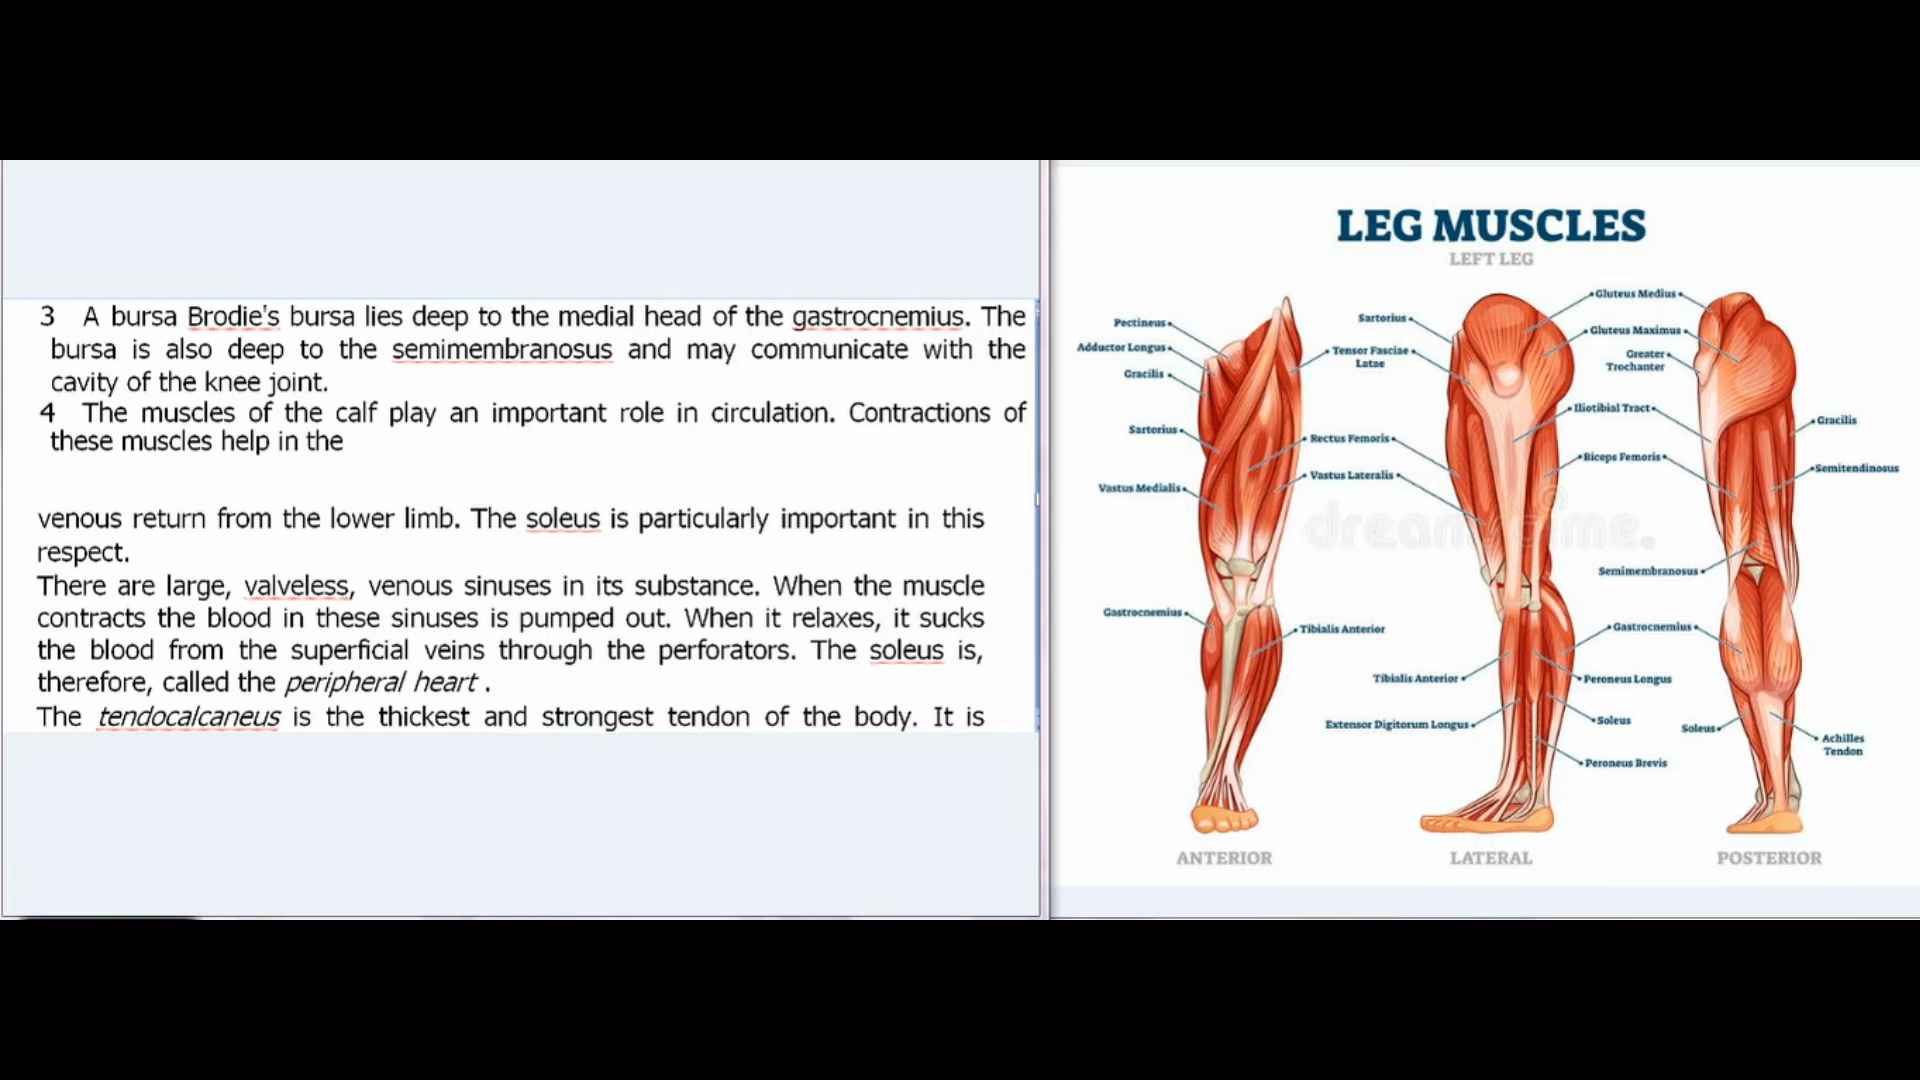 3 A bursa Brodie's bursa lies deep to the medial head of the gastrocnemius. The
bursa is also deep to the semimembranosus and may communicate with the
cavity of the knee joint.
4 The muscles of the calf play an important role in circulation. Contractions of
these muscles help in the
venous return from the lower limb. The soleus is particularly important in this
respect.
There are large, valveless, venous sinuses in its substance. When the muscle
contracts the blood in these sinuses is pumped out. When it relaxes, it sucks
the blood from the superficial veins through the perforators. The soleus is,
therefore, called the peripheral heart .
The tendocalcaneus is the thickest and strongest tendon of the body. It is
LEG MUSCLES
LEFT LEG
Pectineus
Adductor Longus
Gracilis
Sartorius
Vastus Medialis
Gastrocnemius
Sartorius
Tensor Fasciae
Latae
Rectus Femoris
Vastus Lateralis
Tibialis Anterior
Tibialis Anterior
Extensor Digitorum Longus
Gluteus Medius
Gluteus Maximus
Greater
Trochanter
Iliotibial Tract
Biceps Femoris
Semimembranosus
Gastrocnemius
Peroneus Longus
Soleus
Peroneus Brevis
Soleus
Gracilis
Semitendinosus
Achilles
Tendon
dreamstime.
ANTERIOR
LATERAL
POSTERIOR